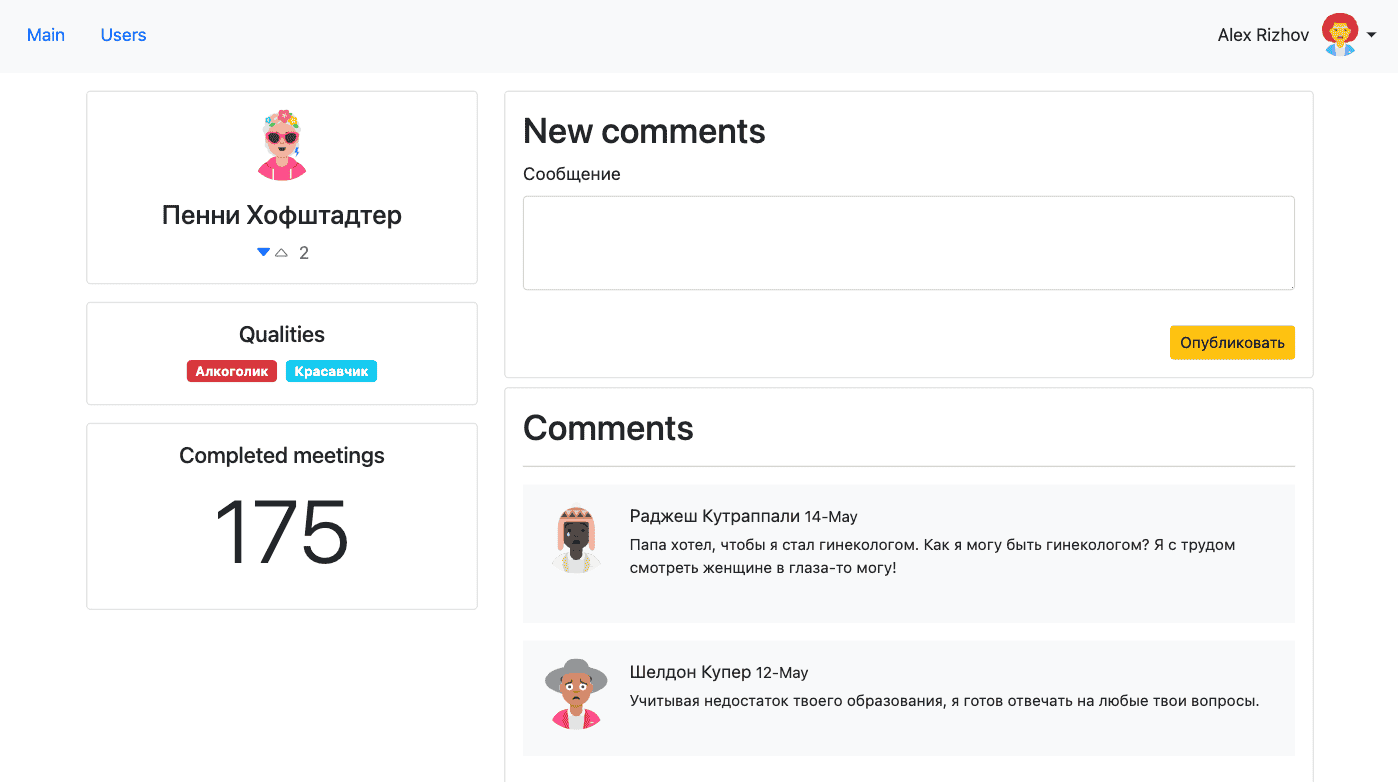 Main
Users
Alex Rizhov
Пенни Хофштадтер
2
Qualities
Алкоголик
Красавчик
Completed meetings
175
New comments
Сообщение
Опубликовать
Comments
Раджеш Кутраппали 14-May
Папа хотел, чтобы я стал гинекологом. Как я могу быть гинекологом? Я с трудом
смотреть женщине в глаза-то могу!
Шелдон Купер 12-May
Учитывая недостаток твоего образования, я готов отвечать на любые твои вопросы.